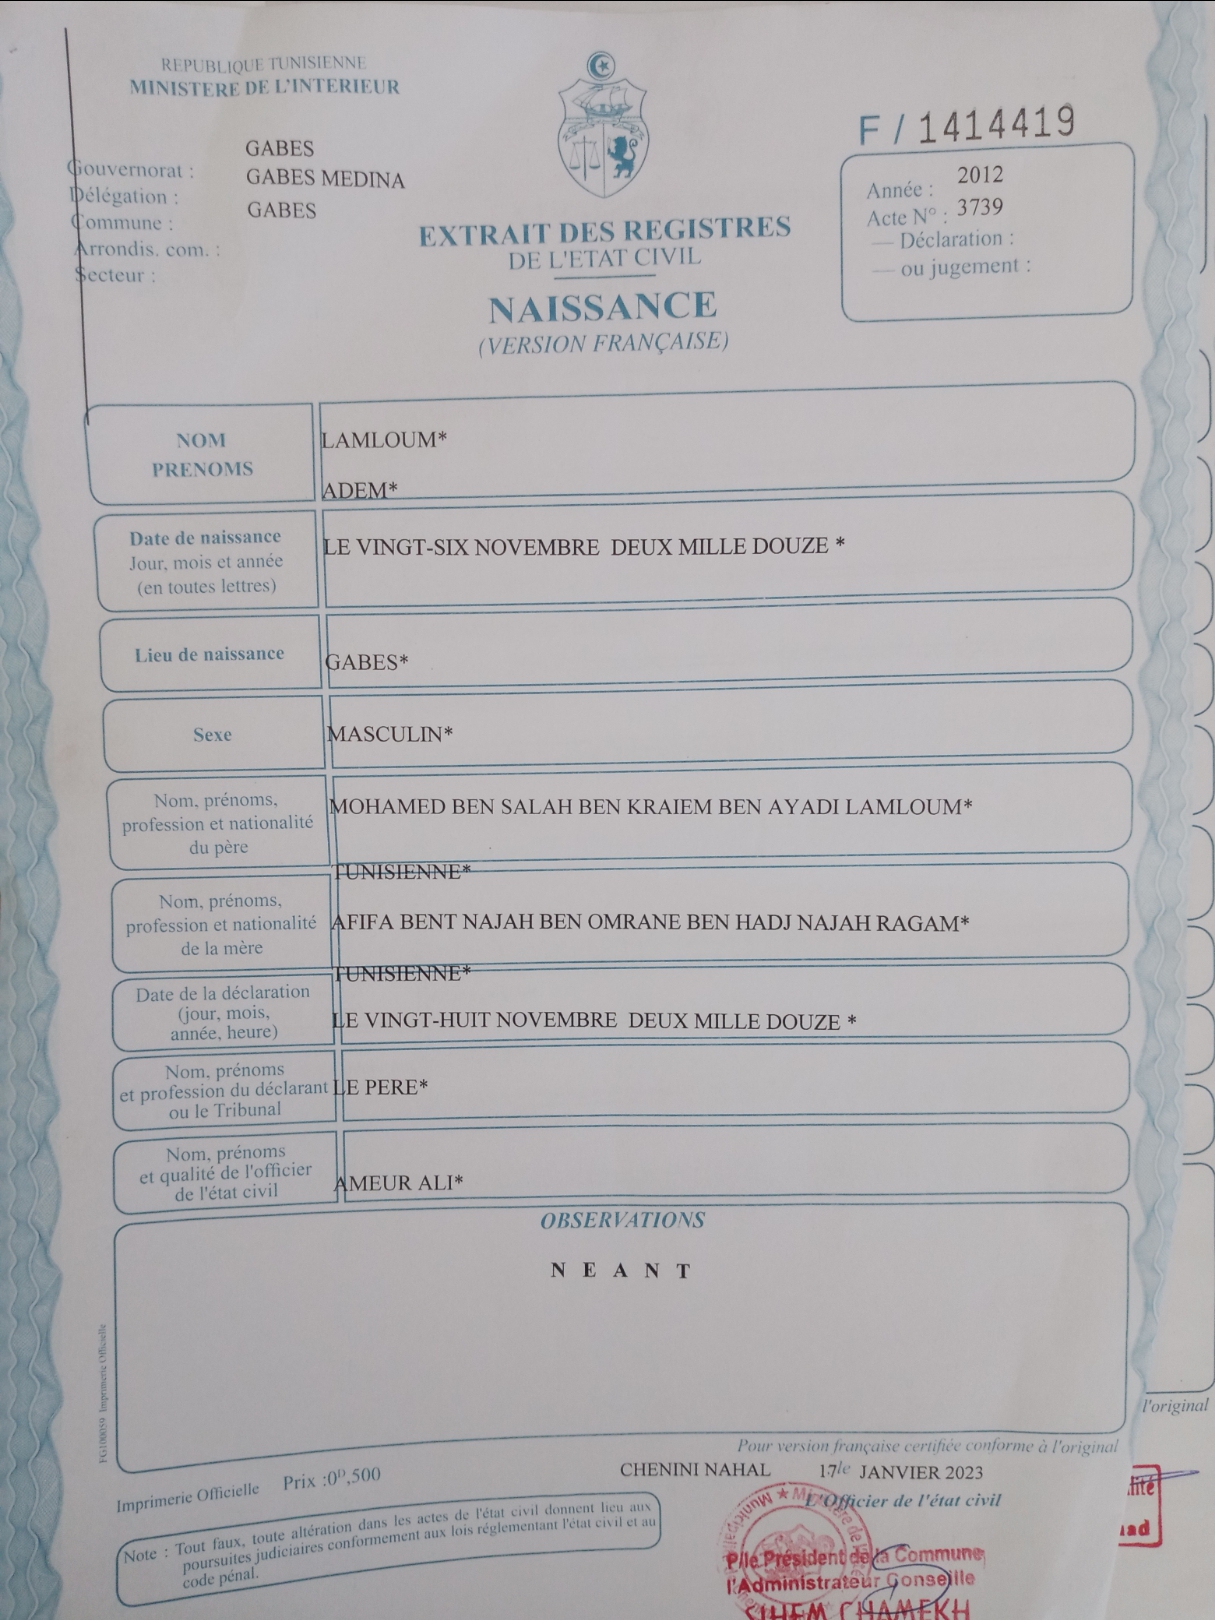 REPUBLIQUE TUNISIENNE
MINISTERE DE L'INTERIEUR
Gouvernorat : GABES
Délégation : GABES MEDINA
Commune : GABES
Arrondis. com. :
Secteur :
F / 1414419
Année : 2012
Acte N° : 3739
— Déclaration :
— ou jugement :
EXTRAIT DES REGISTRES
DE L'ETAT CIVIL
NAISSANCE
(VERSION FRANÇAISE)
NOM
PRENOMS
LAMLOUM*
ADEM*
Date de naissance
Jour, mois et année
(en toutes lettres)
LE VINGT-SIX NOVEMBRE DEUX MILLE DOUZE *
Lieu de naissance
GABES*
Sexe
MASCULIN*
Nom, prénoms,
profession et nationalité
du père
MOHAMED BEN SALAH BEN KRAIEM BEN AYADI LAMLOUM*
TUNISIENNE*
Nom, prénoms,
profession et nationalité
de la mère
AFIFA BENT NAJAH BEN OMRANE BEN HADJ NAJAH RAGAM*
TUNISIENNE*
Date de la déclaration
(jour, mois,
année, heure)
LE VINGT-HUIT NOVEMBRE DEUX MILLE DOUZE *
Nom, prénoms
et profession du déclarant
ou le Tribunal
LE PERE*
Nom, prénoms
et qualité de l'officier
de l'état civil
AMEUR ALI*
OBSERVATIONS
N E A N T
FG100059 Imprimerie Officielle
l'original
Pour version française certifiée conforme à l'original
CHENINI NAHAL 17 le JANVIER 2023
L'Officier de l'état civil
Imprimerie Officielle Prix :0ᴰ,500
Note : Tout faux, toute altération dans les actes de l'état civil donnent lieu aux
poursuites judiciaires conformement aux lois réglementant l'état civil et au
code pénal.
P/le Président de la Commune
l'Administrateur Conseille
SIHEM CHAMEKH